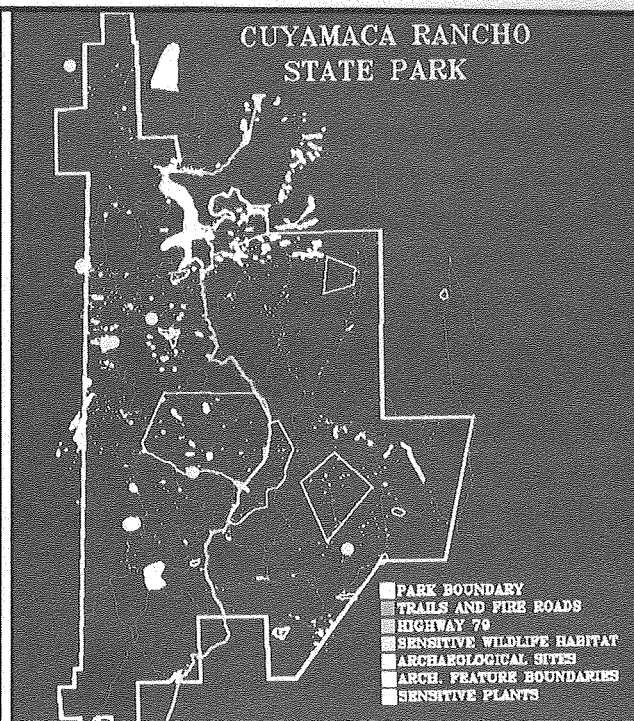 CUYAMACA RANCHO
STATE PARK
PARK BOUNDARY
TRAILS AND FIRE ROADS
HIGHWAY 79
SENSITIVE WILDLIFE HABITAT
ARCHAEOLOGICAL SITES
ARCH. FEATURE BOUNDARIES
SENSITIVE PLANTS